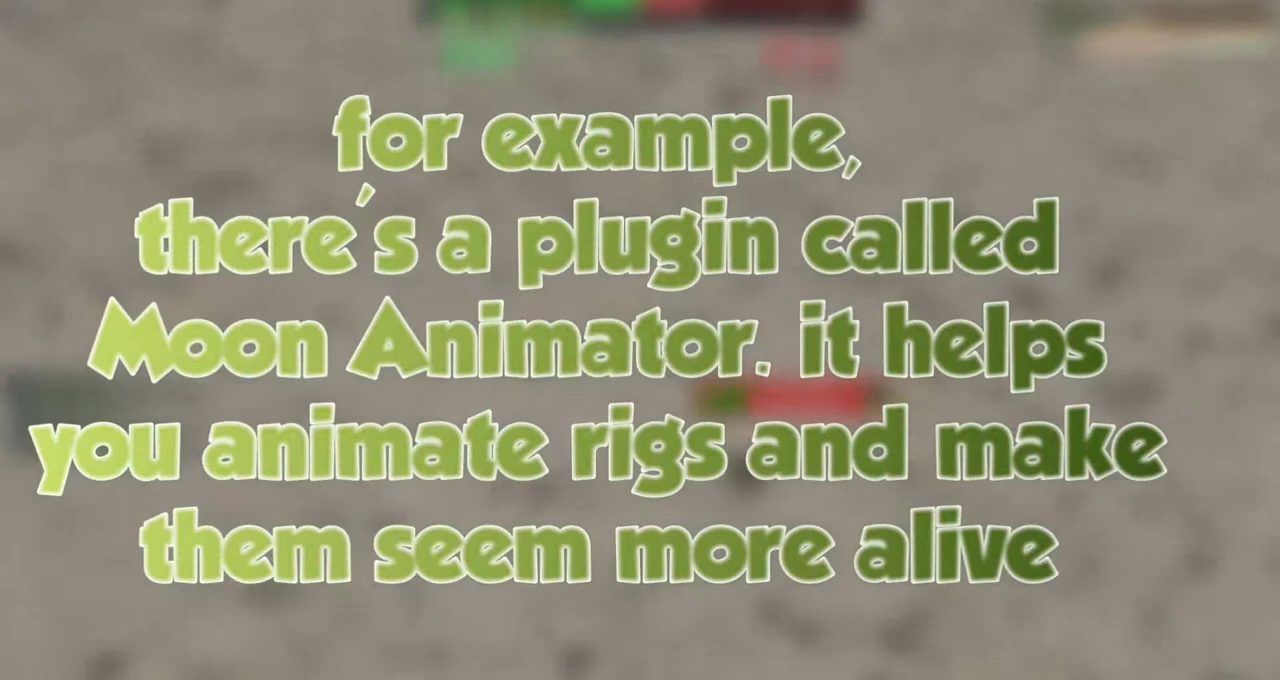 for example,
there's a plugin called
Moon Animator. it helps
you animate rigs and make
them seem more alive